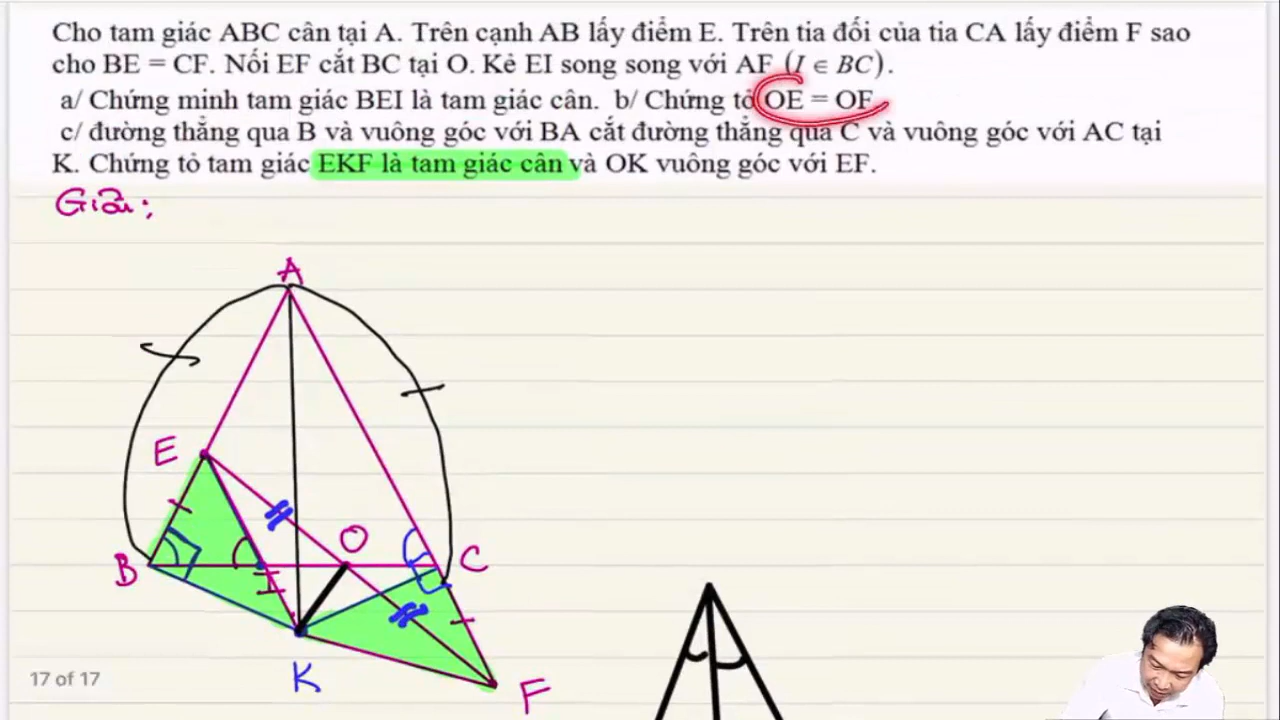 Cho tam giác ABC cân tại A. Trên cạnh AB lấy điểm E. Trên tia đối của tia CA lấy điểm F sao
cho BE = CF. Nối EF cắt BC tại O. Kẻ EI song song với AF (I ∈ BC).
a/ Chứng minh tam giác BEI là tam giác cân. b/ Chứng tỏ OE = OF
c/ đường thẳng qua B và vuông góc với BA cắt đường thẳng qua C và vuông góc với AC tại
K. Chứng tỏ tam giác EKF là tam giác cân và OK vuông góc với EF.
Giải:
A
E
O
B
C
I
K
F
17 of 17